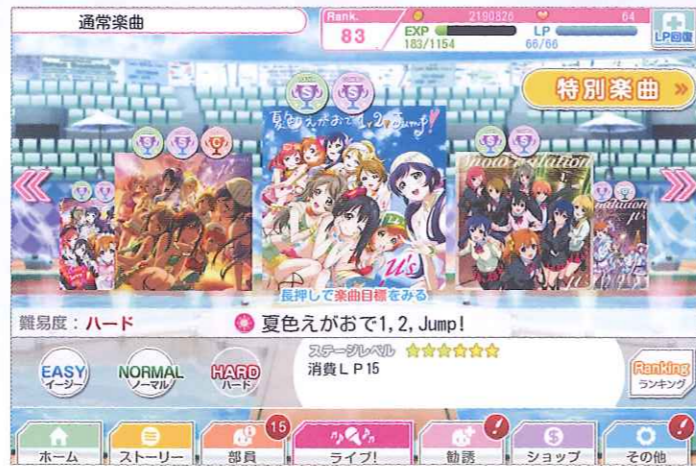 通常楽曲
Rank.
83
2190826
64
EXP
183/1154
LP
66/66
LP回復
特別楽曲
夏色えがおで1,2,Jump!
μ's
長押しで楽曲目標をみる
難易度：ハード
夏色えがおで1,2,Jump!
ステージレベル
消費LP15
EASY
イージー
NORMAL
ノーマル
HARD
ハード
Ranking
ランキング
ホーム
ストーリー
部員
15
ライブ!
勧誘
ショップ
その他